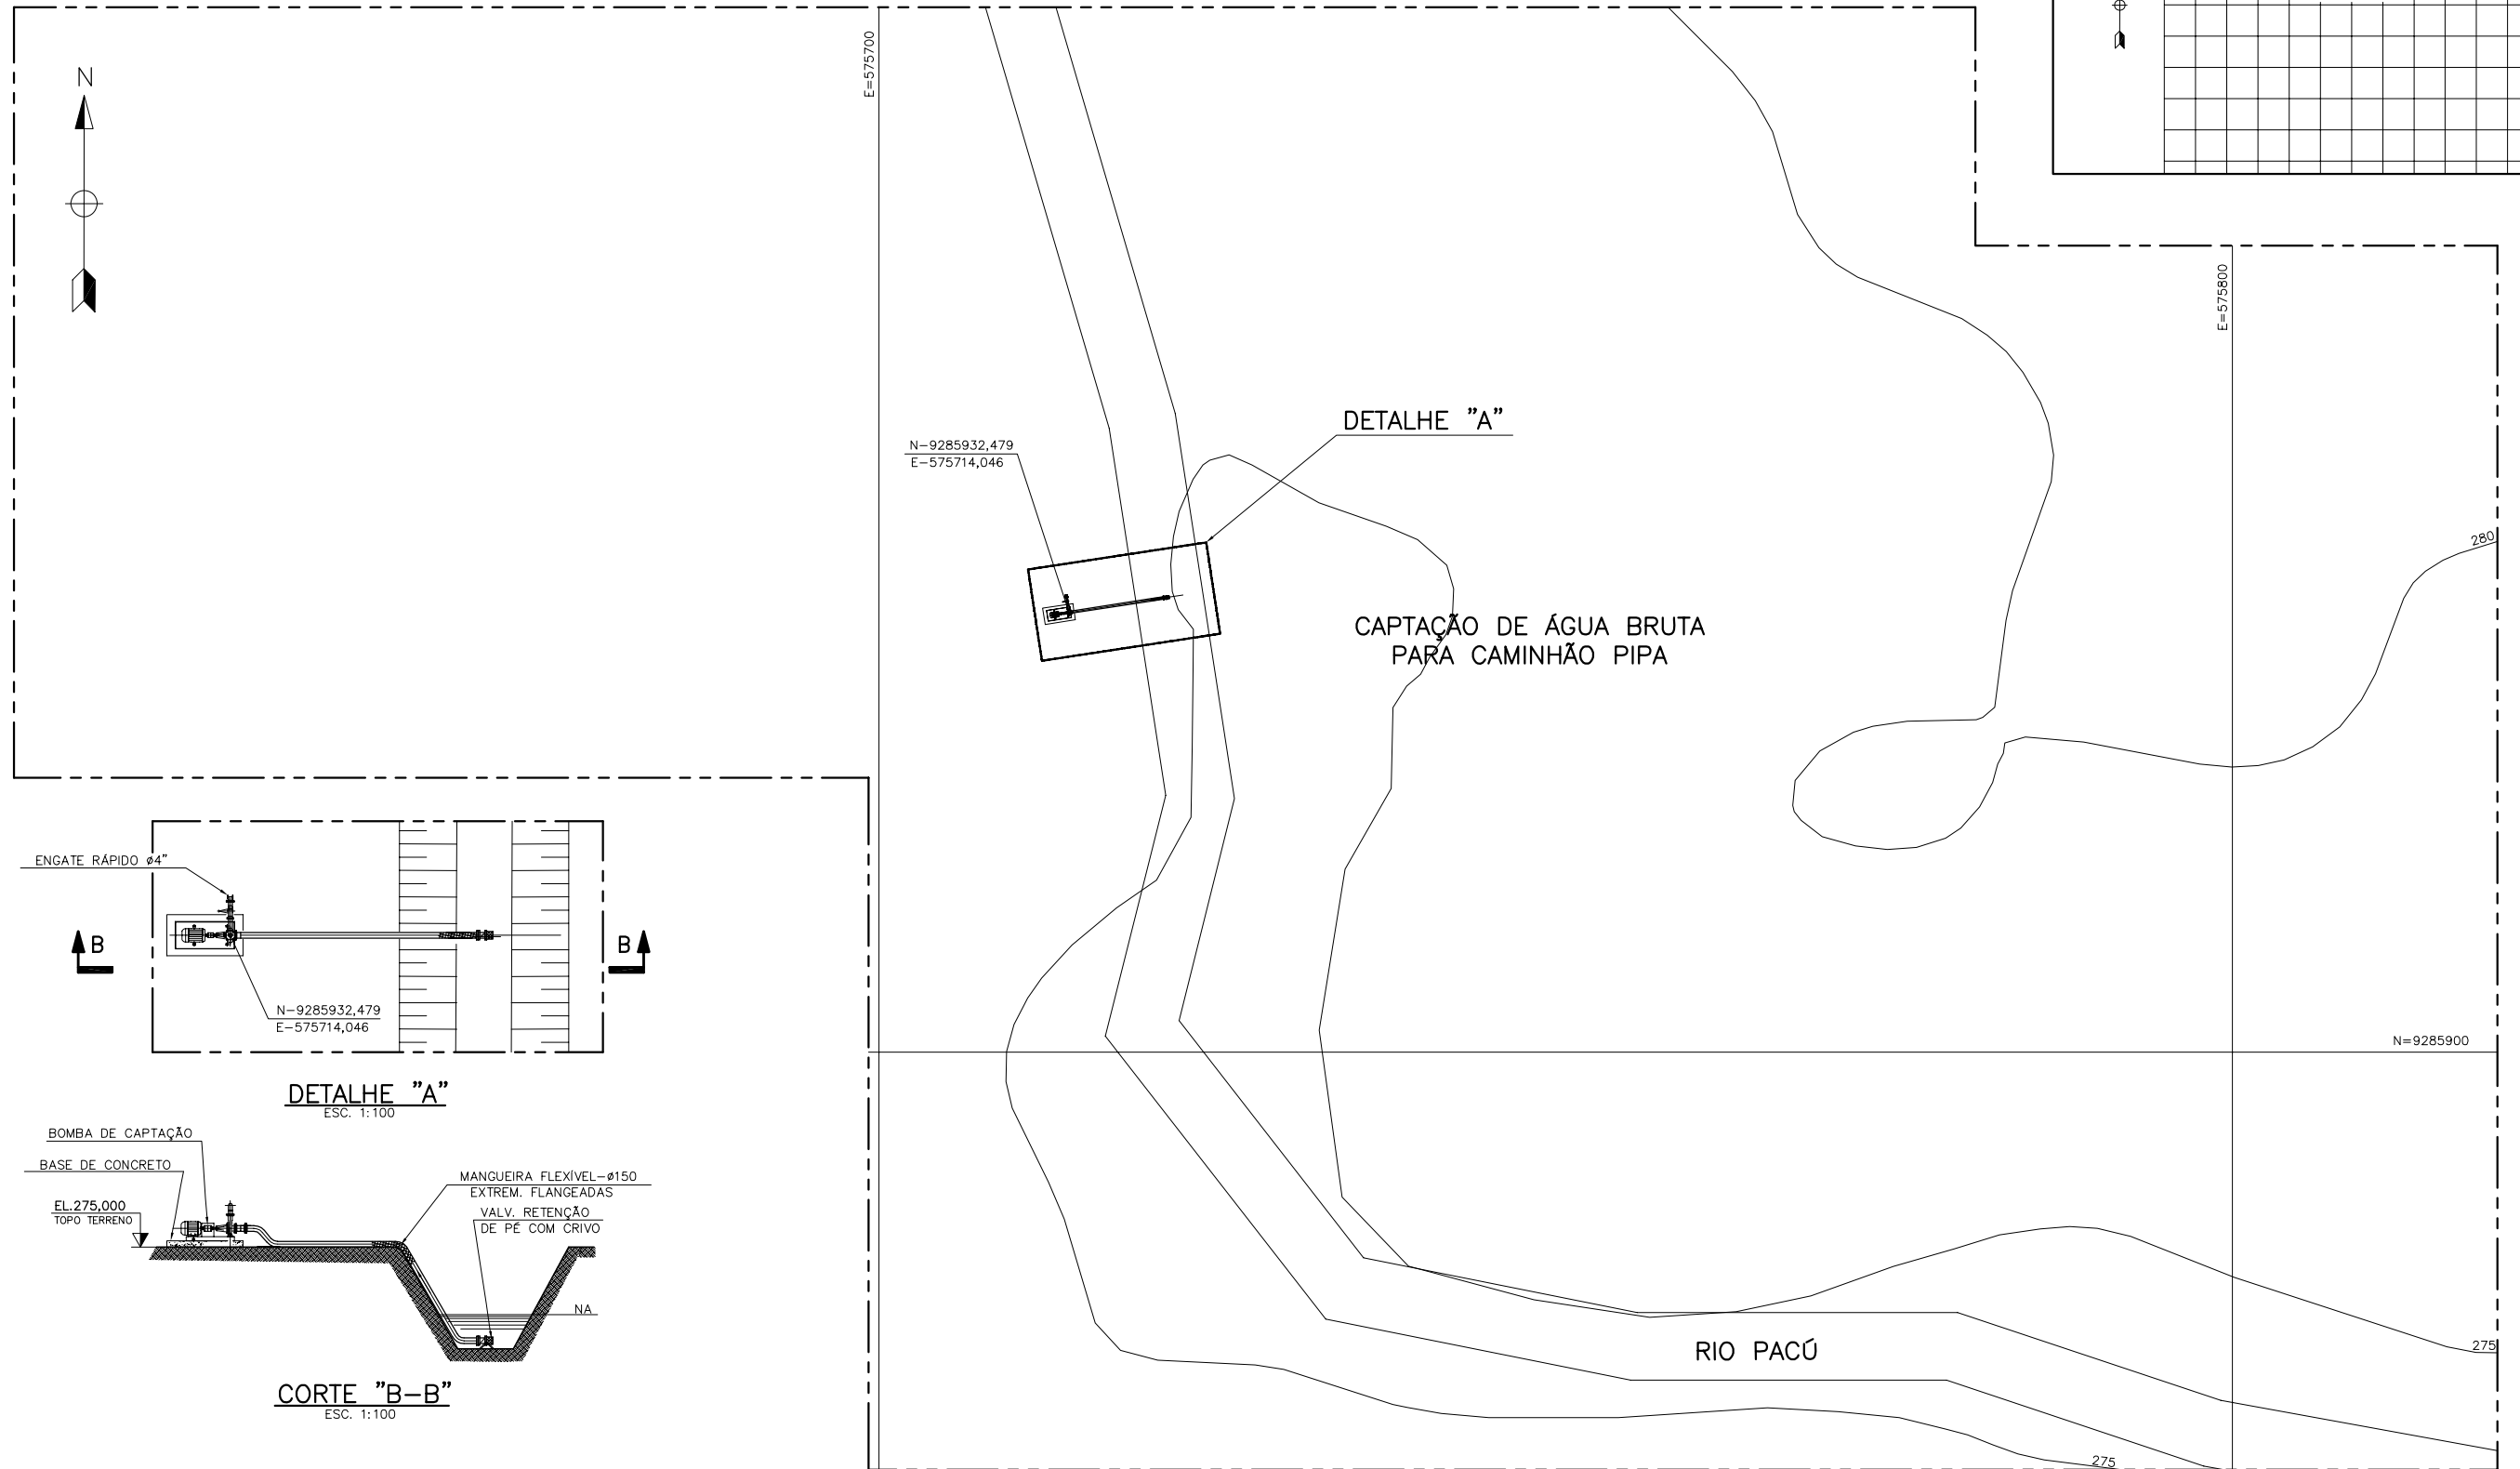 N
E=575700
E=575800
DETALHE "A"
N-9285932,479
E-575714,046
280
CAPTAÇÃO DE ÁGUA BRUTA
PARA CAMINHÃO PIPA
ENGATE RÁPIDO ø4"
B
B
N-9285932,479
E-575714,046
N=9285900
DETALHE "A"
ESC. 1:100
BOMBA DE CAPTAÇÃO
BASE DE CONCRETO
EL.275,000
TOPO TERRENO
MANGUEIRA FLEXÍVEL-ø150
EXTREM. FLANGEADAS
VALV. RETENÇÃO
DE PÉ COM CRIVO
NA
CORTE "B-B"
ESC. 1:100
RIO PACÚ
275
275